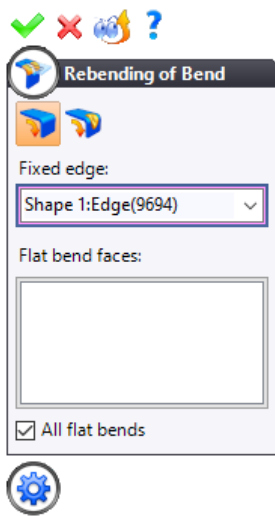 ?
Rebending of Bend
Fixed edge:
Shape 1:Edge(9694)
Flat bend faces:
All flat bends